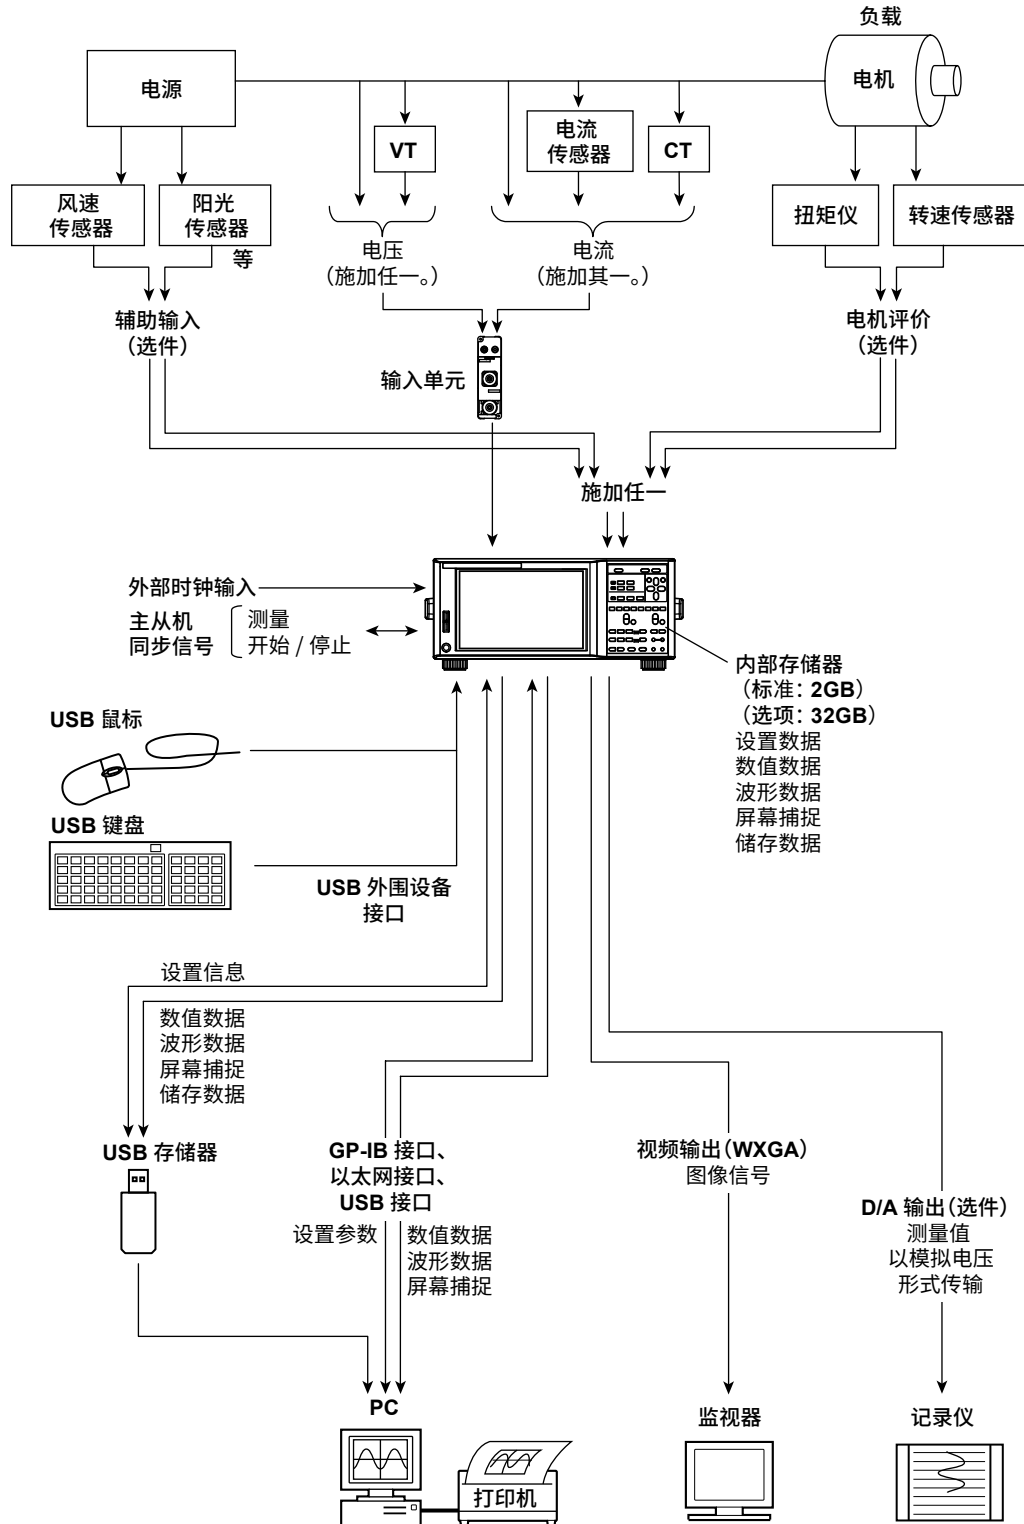 负载
电源
电机
VT
电流
传感器
CT
风速
传感器
阳光
传感器
等
扭矩仪
转速传感器
电压
（施加任一。）
电流
（施加其一。）
辅助输入
（选件）
电机评价
（选件）
输入单元
施加任一
外部时钟输入
主从机
同步信号
测量
开始 / 停止
内部存储器
（标准：2GB）
（选项：32GB）
设置数据
数值数据
波形数据
屏幕捕捉
储存数据
USB 鼠标
USB 键盘
USB 外围设备
接口
设置信息
数值数据
波形数据
屏幕捕捉
储存数据
USB 存储器
GP-IB 接口、
以太网接口、
USB 接口
设置参数
数值数据
波形数据
屏幕捕捉
视频输出（WXGA）
图像信号
D/A 输出（选件）
测量值
以模拟电压
形式传输
PC
打印机
监视器
记录仪